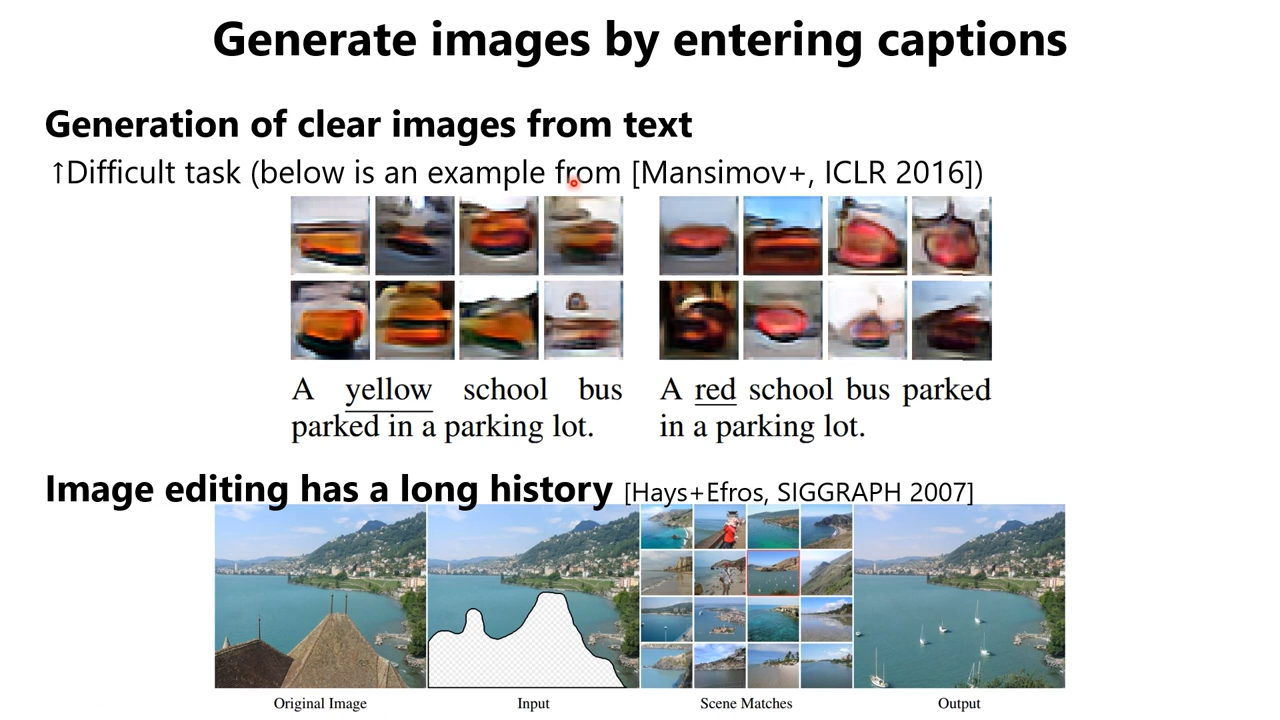 Generate images by entering captions
Generation of clear images from text
↑Difficult task (below is an example from [Mansimov+, ICLR 2016])
A yellow school bus
parked in a parking lot.
A red school bus parked
in a parking lot.
Image editing has a long history [Hays+Efros, SIGGRAPH 2007]
Original Image
Input
Scene Matches
Output